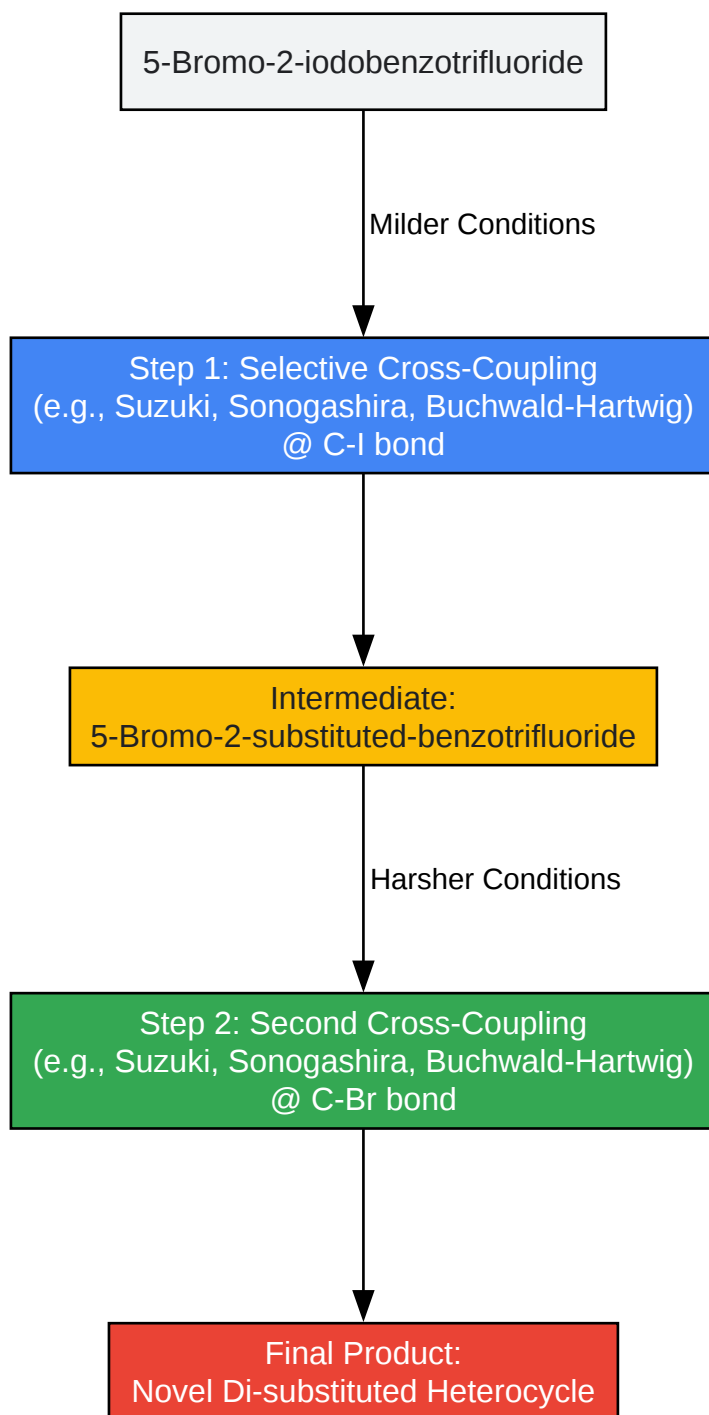 5-Bromo-2-iodobenzotrifluoride
Milder Conditions
Step 1: Selective Cross-Coupling
(e.g., Suzuki, Sonogashira, Buchwald-Hartwig)
@ C-I bond
Intermediate:
5-Bromo-2-substituted-benzotrifluoride
Harsher Conditions
Step 2: Second Cross-Coupling
(e.g., Suzuki, Sonogashira, Buchwald-Hartwig)
@ C-Br bond
Final Product:
Novel Di-substituted Heterocycle